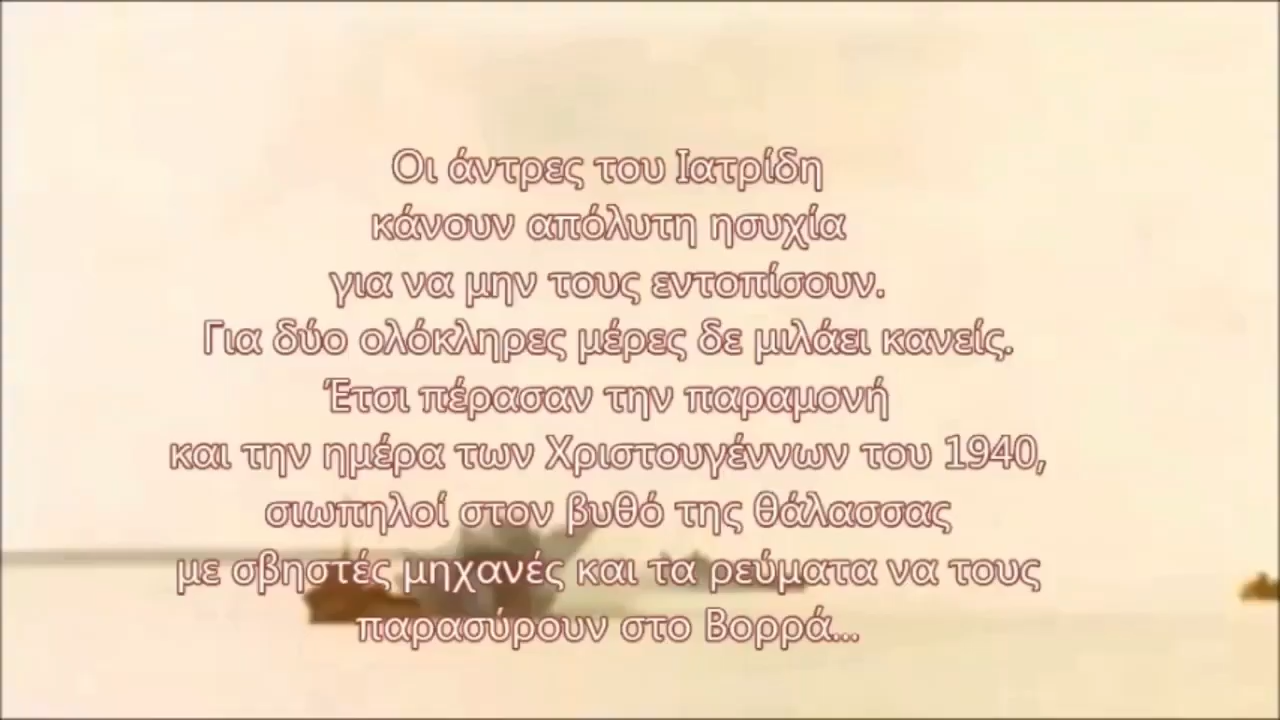 Οι άντρες του Ιατρίδη
κάνουν απόλυτη ησυχία
για να μην τους εντοπίσουν.
Για δύο ολόκληρες μέρες δε μιλάει κανείς.
Έτσι πέρασαν την παραμονή
και την ημέρα των Χριστουγέννων του 1940,
σιωπηλοί στον βυθό της θάλασσας
με σβηστές μηχανές και τα ρεύματα να τους
παρασύρουν στο Βορρά...